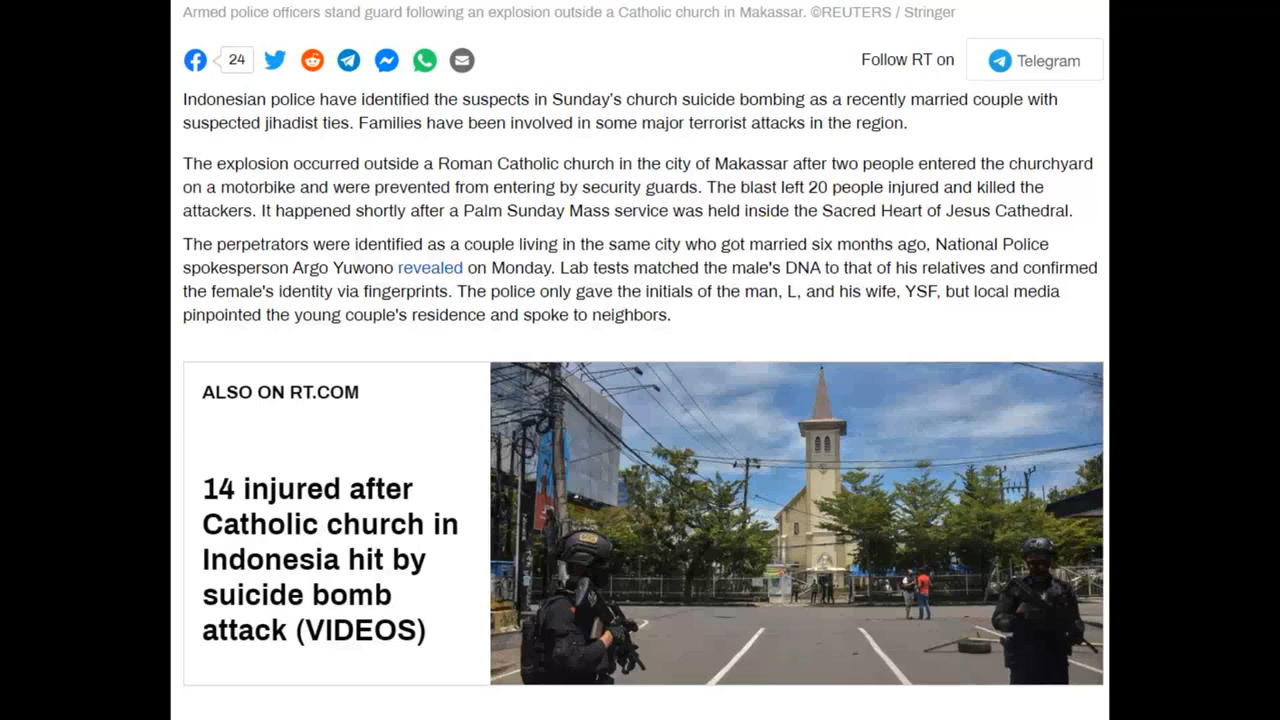 Armed police officers stand guard following an explosion outside a Catholic church in Makassar. ©REUTERS / Stringer
24
Follow RT on
Telegram
Indonesian police have identified the suspects in Sunday's church suicide bombing as a recently married couple with
suspected jihadist ties. Families have been involved in some major terrorist attacks in the region.
The explosion occurred outside a Roman Catholic church in the city of Makassar after two people entered the churchyard
on a motorbike and were prevented from entering by security guards. The blast left 20 people injured and killed the
attackers. It happened shortly after a Palm Sunday Mass service was held inside the Sacred Heart of Jesus Cathedral.
The perpetrators were identified as a couple living in the same city who got married six months ago, National Police
spokesperson Argo Yuwono revealed on Monday. Lab tests matched the male's DNA to that of his relatives and confirmed
the female's identity via fingerprints. The police only gave the initials of the man, L, and his wife, YSF, but local media
pinpointed the young couple's residence and spoke to neighbors.
ALSO ON RT.COM
14 injured after
Catholic church in
Indonesia hit by
suicide bomb
attack (VIDEOS)